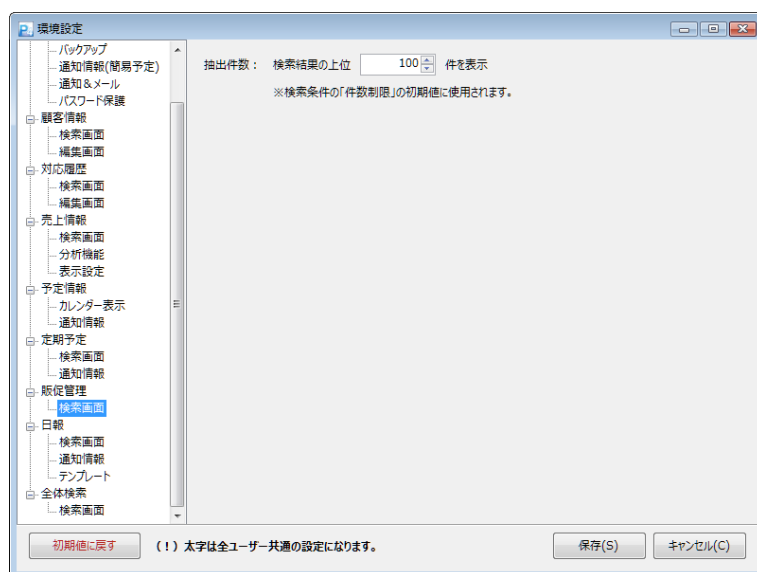 環境設定
バックアップ
通知情報(簡易予定)
通知&メール
パスワード保護
顧客情報
検索画面
編集画面
対応履歴
検索画面
編集画面
売上情報
検索画面
分析機能
表示設定
予定情報
カレンダー表示
通知情報
定期予定
検索画面
通知情報
販促管理
検索画面
日報
検索画面
通知情報
テンプレート
全体検索
検索画面
抽出件数: 検索結果の上位 100 件を表示
※検索条件の「件数制限」の初期値に使用されます。
初期値に戻す (!)太字は全ユーザー共通の設定になります。 保存(S) キャンセル(C)